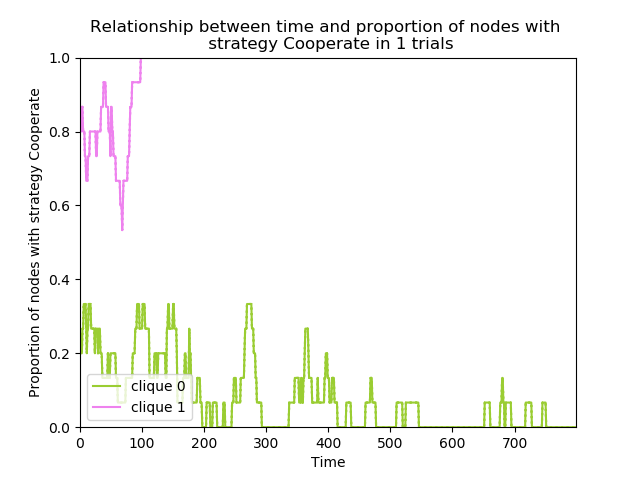 Relationship between time and proportion of nodes with
strategy Cooperate in 1 trials
Proportion of nodes with strategy Cooperate
1.0
0.8
0.6
0.4
0.2
0.0
clique 0
clique 1
0 100 200 300 400 500 600 700
Time